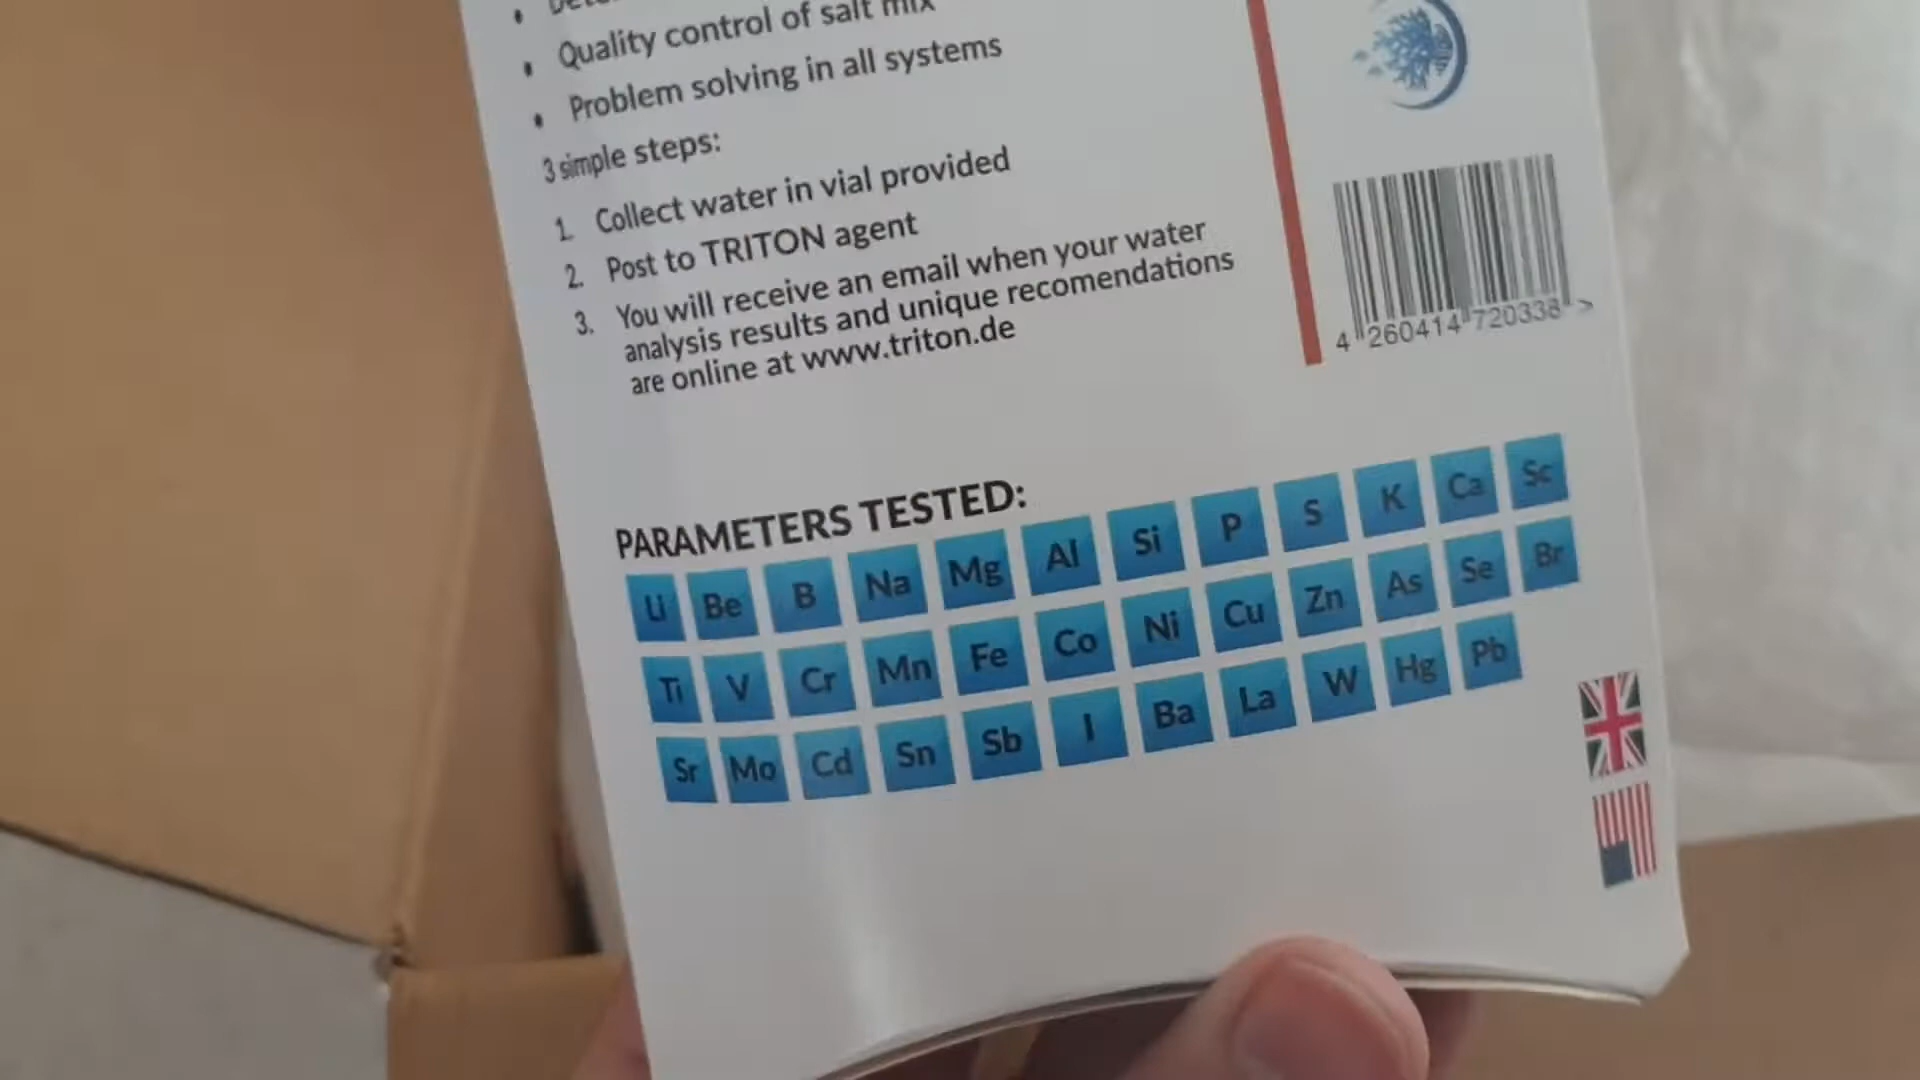 • Quality control of salt mix
• Problem solving in all systems
3 simple steps:
1. Collect water in vial provided
2. Post to TRITON agent
3. You will receive an email when your water
analysis results and unique recomendations
are online at www.triton.de
4 260414 720338 >
PARAMETERS TESTED:
Li Be B Na Mg Al Si P S K Ca Sc
Ti V Cr Mn Fe Co Ni Cu Zn As Se Br
Sr Mo Cd Sn Sb I Ba La W Hg Pb